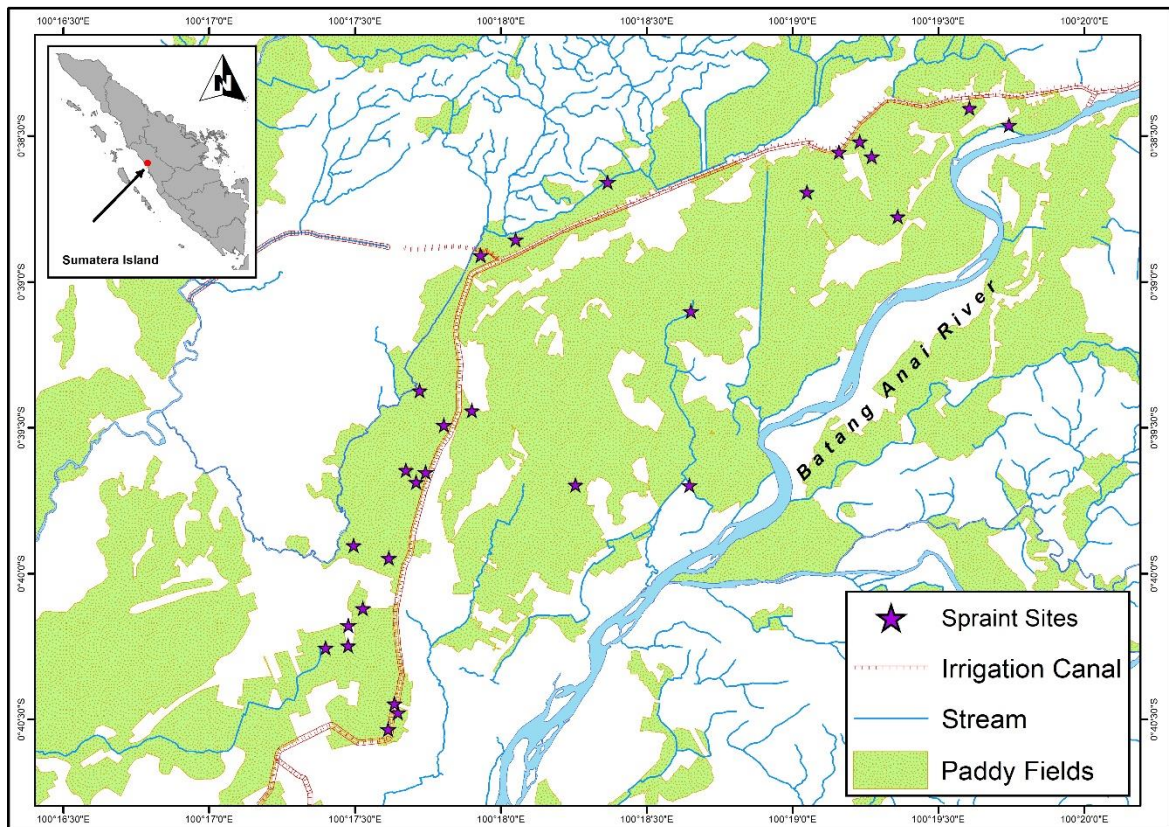 100°16'30"E 100°17'0"E 100°17'30"E 100°18'0"E 100°18'30"E 100°19'0"E 100°19'30"E 100°20'0"E
N
Sumatera Island
0°38'30"S 0°38'30"S
0°39'0"S 0°39'0"S
Batang Anai River
0°39'30"S 0°39'30"S
0°40'0"S 0°40'0"S
0°40'30"S 0°40'30"S
Spraint Sites
Irrigation Canal
Stream
Paddy Fields
100°16'30"E 100°17'0"E 100°17'30"E 100°18'0"E 100°18'30"E 100°19'0"E 100°19'30"E 100°20'0"E